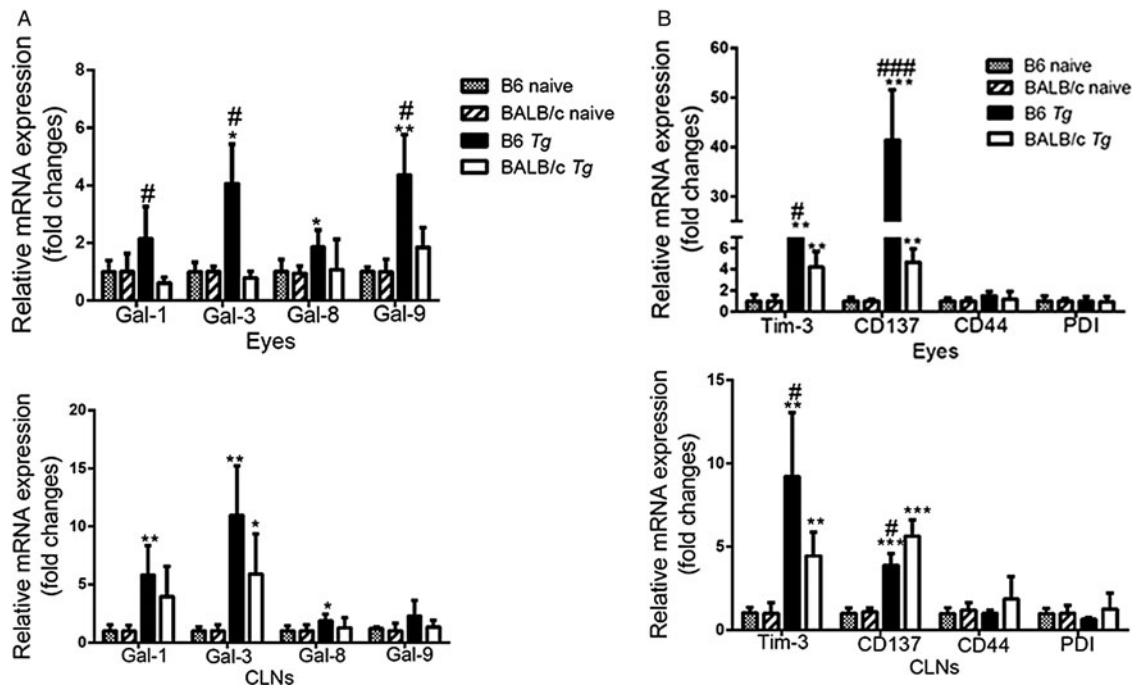 A
Relative mRNA expression
(fold changes)
8
6
4
2
0
#
#
*
*
#
**
B6 naive
BALB/c naive
B6 Tg
BALB/c Tg
Gal-1 Gal-3 Gal-8 Gal-9
Eyes
B
Relative mRNA expression
(fold changes)
60
50
40
30
20
6
4
2
0
#
**
**
###
***
**
B6 naive
BALB/c naive
B6 Tg
BALB/c Tg
Tim-3 CD137 CD44 PDI
Eyes
Relative mRNA expression
(fold changes)
20
15
10
5
0
**
**
*
*
Gal-1 Gal-3 Gal-8 Gal-9
CLNs
Relative mRNA expression
(fold changes)
15
10
5
0
#
**
**
#
***
***
Tim-3 CD137 CD44 PDI
CLNs